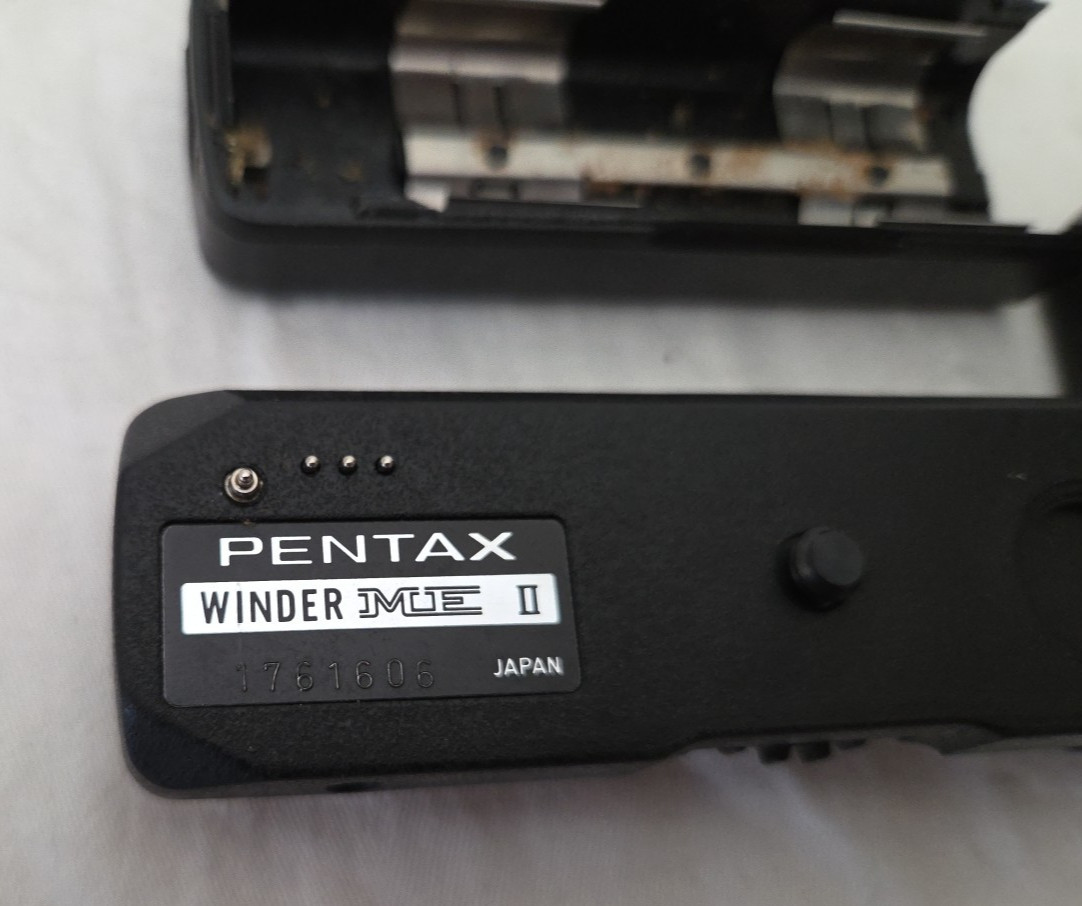 PENTAX
WINDER ME II
1761606
JAPAN